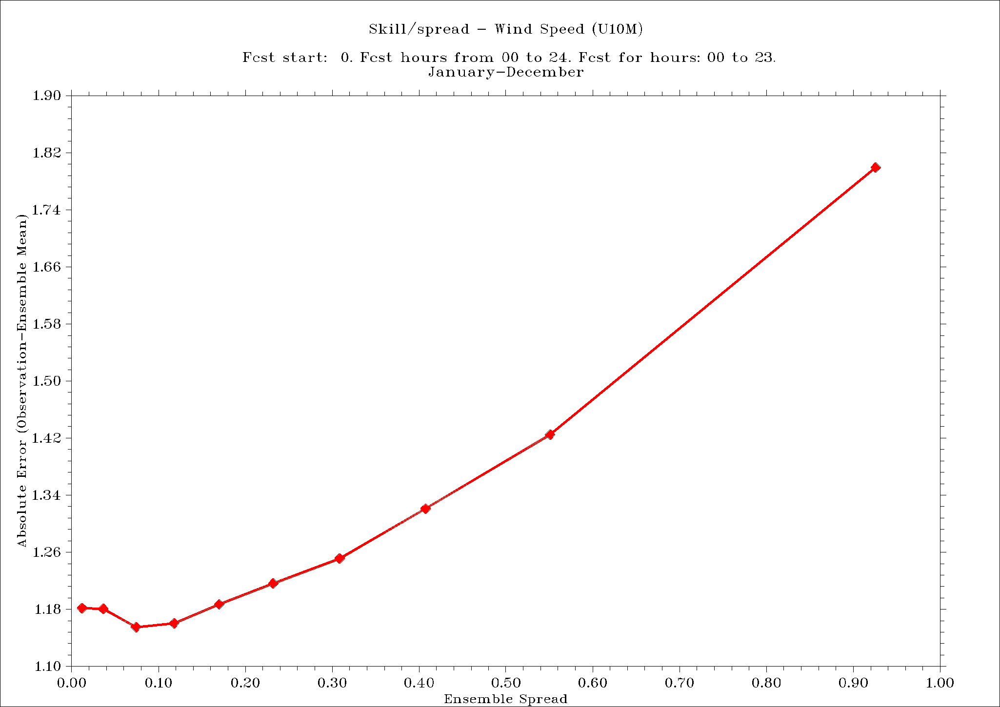 Skill/spread – Wind Speed (U10M)
Fcst start:  0. Fcst hours from 00 to 24. Fcst for hours: 00 to 23.
January–December
1.90
1.82
1.74
1.66
1.58
1.50
1.42
1.34
1.26
1.18
1.10
Absolute Error (Observation–Ensemble Mean)
0.00 0.10 0.20 0.30 0.40 0.50 0.60 0.70 0.80 0.90 1.00
Ensemble Spread